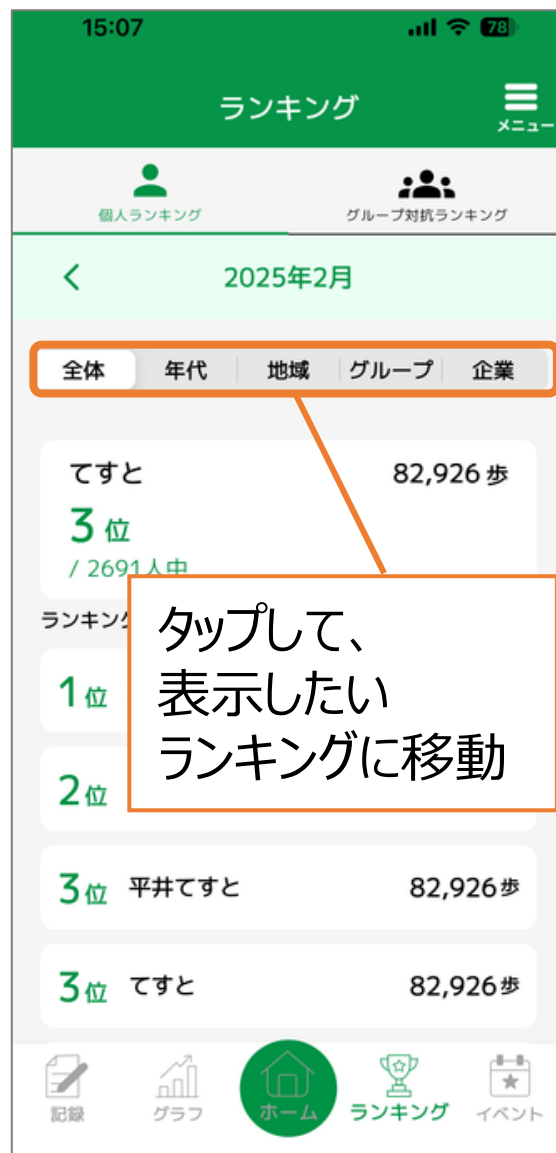 15:07
78
ランキング
メニュー
個人ランキング
グループ対抗ランキング
2025年2月
全体 年代 地域 グループ 企業
てすと 82,926 歩
3 位
/ 2691人中
ランキング
タップして、
表示したい
ランキングに移動
1位
2位
3位 平井てすと 82,926歩
3位 てすと 82,926歩
記録 グラフ ホーム ランキング イベント